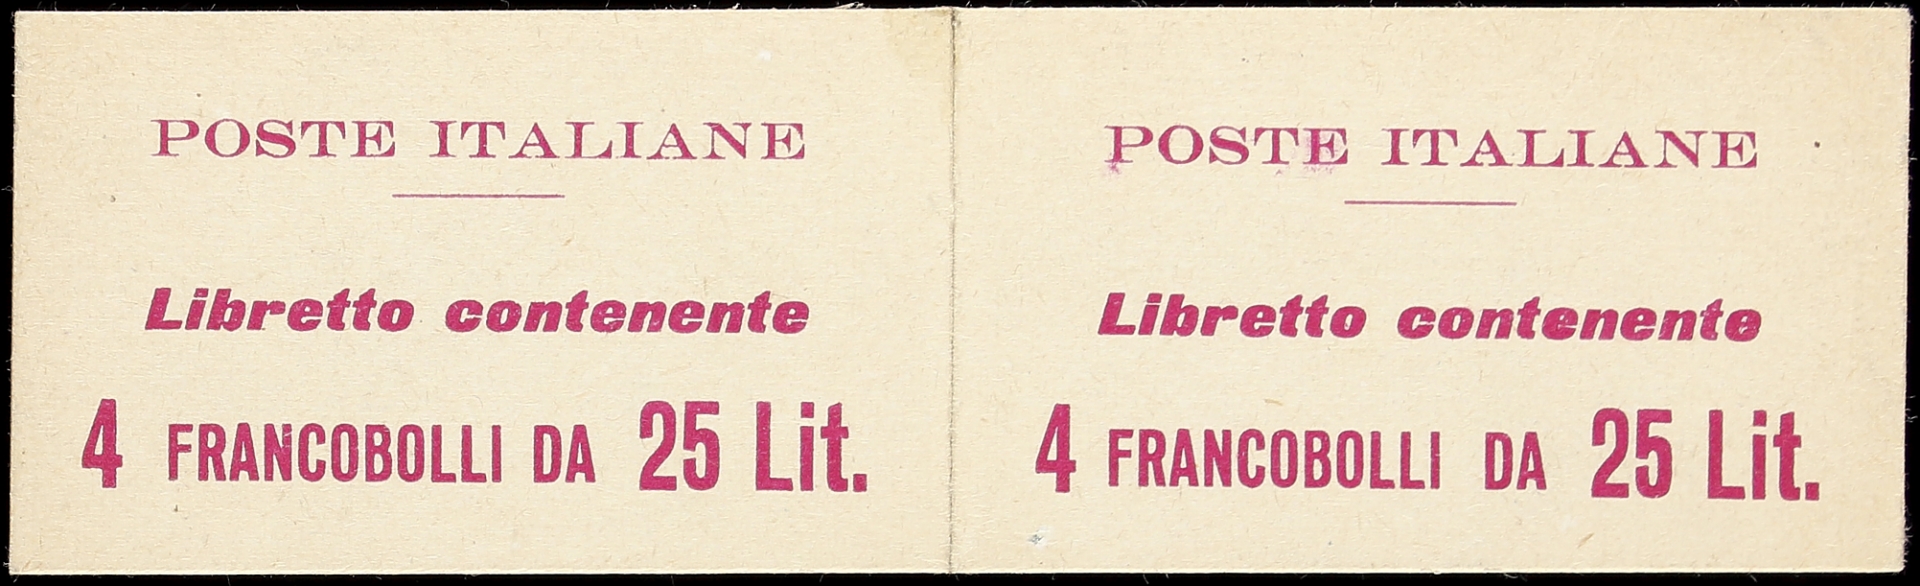 POSTE ITALIANE
Libretto contenente
4 FRANCOBOLLI DA 25 Lit.
POSTE ITALIANE
Libretto contenente
4 FRANCOBOLLI DA 25 Lit.